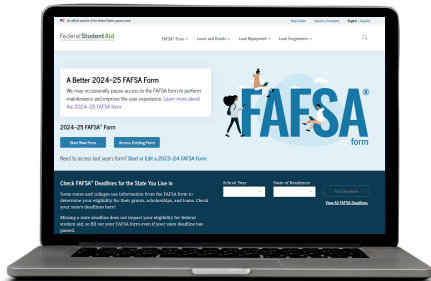 An official website of the United States government
Help Center Submit a Complaint English | Español
Federal Student Aid
FAFSA® Form Loans and Grants Loan Repayment Loan Forgiveness
A Better 2024–25 FAFSA Form
We may occasionally pause access to the FAFSA form to perform
maintenance and improve the user experience. Learn more about
the 2024–25 FAFSA form.
2024–25 FAFSA® Form
Start New Form Access Existing Form
Need to access last year's form? Start or Edit a 2023–24 FAFSA Form
FAFSA®
form
Check FAFSA® Deadlines for the State You Live in
Some states and colleges use information from the FAFSA form to
determine your eligibility for their grants, scholarships, and loans. Check
your state's deadlines here!
Missing a state deadline does not impact your eligibility for federal
student aid, so fill out your FAFSA form even if your state deadline has
passed.
School Year State of Residence
Find Deadlines
View All FAFSA Deadlines